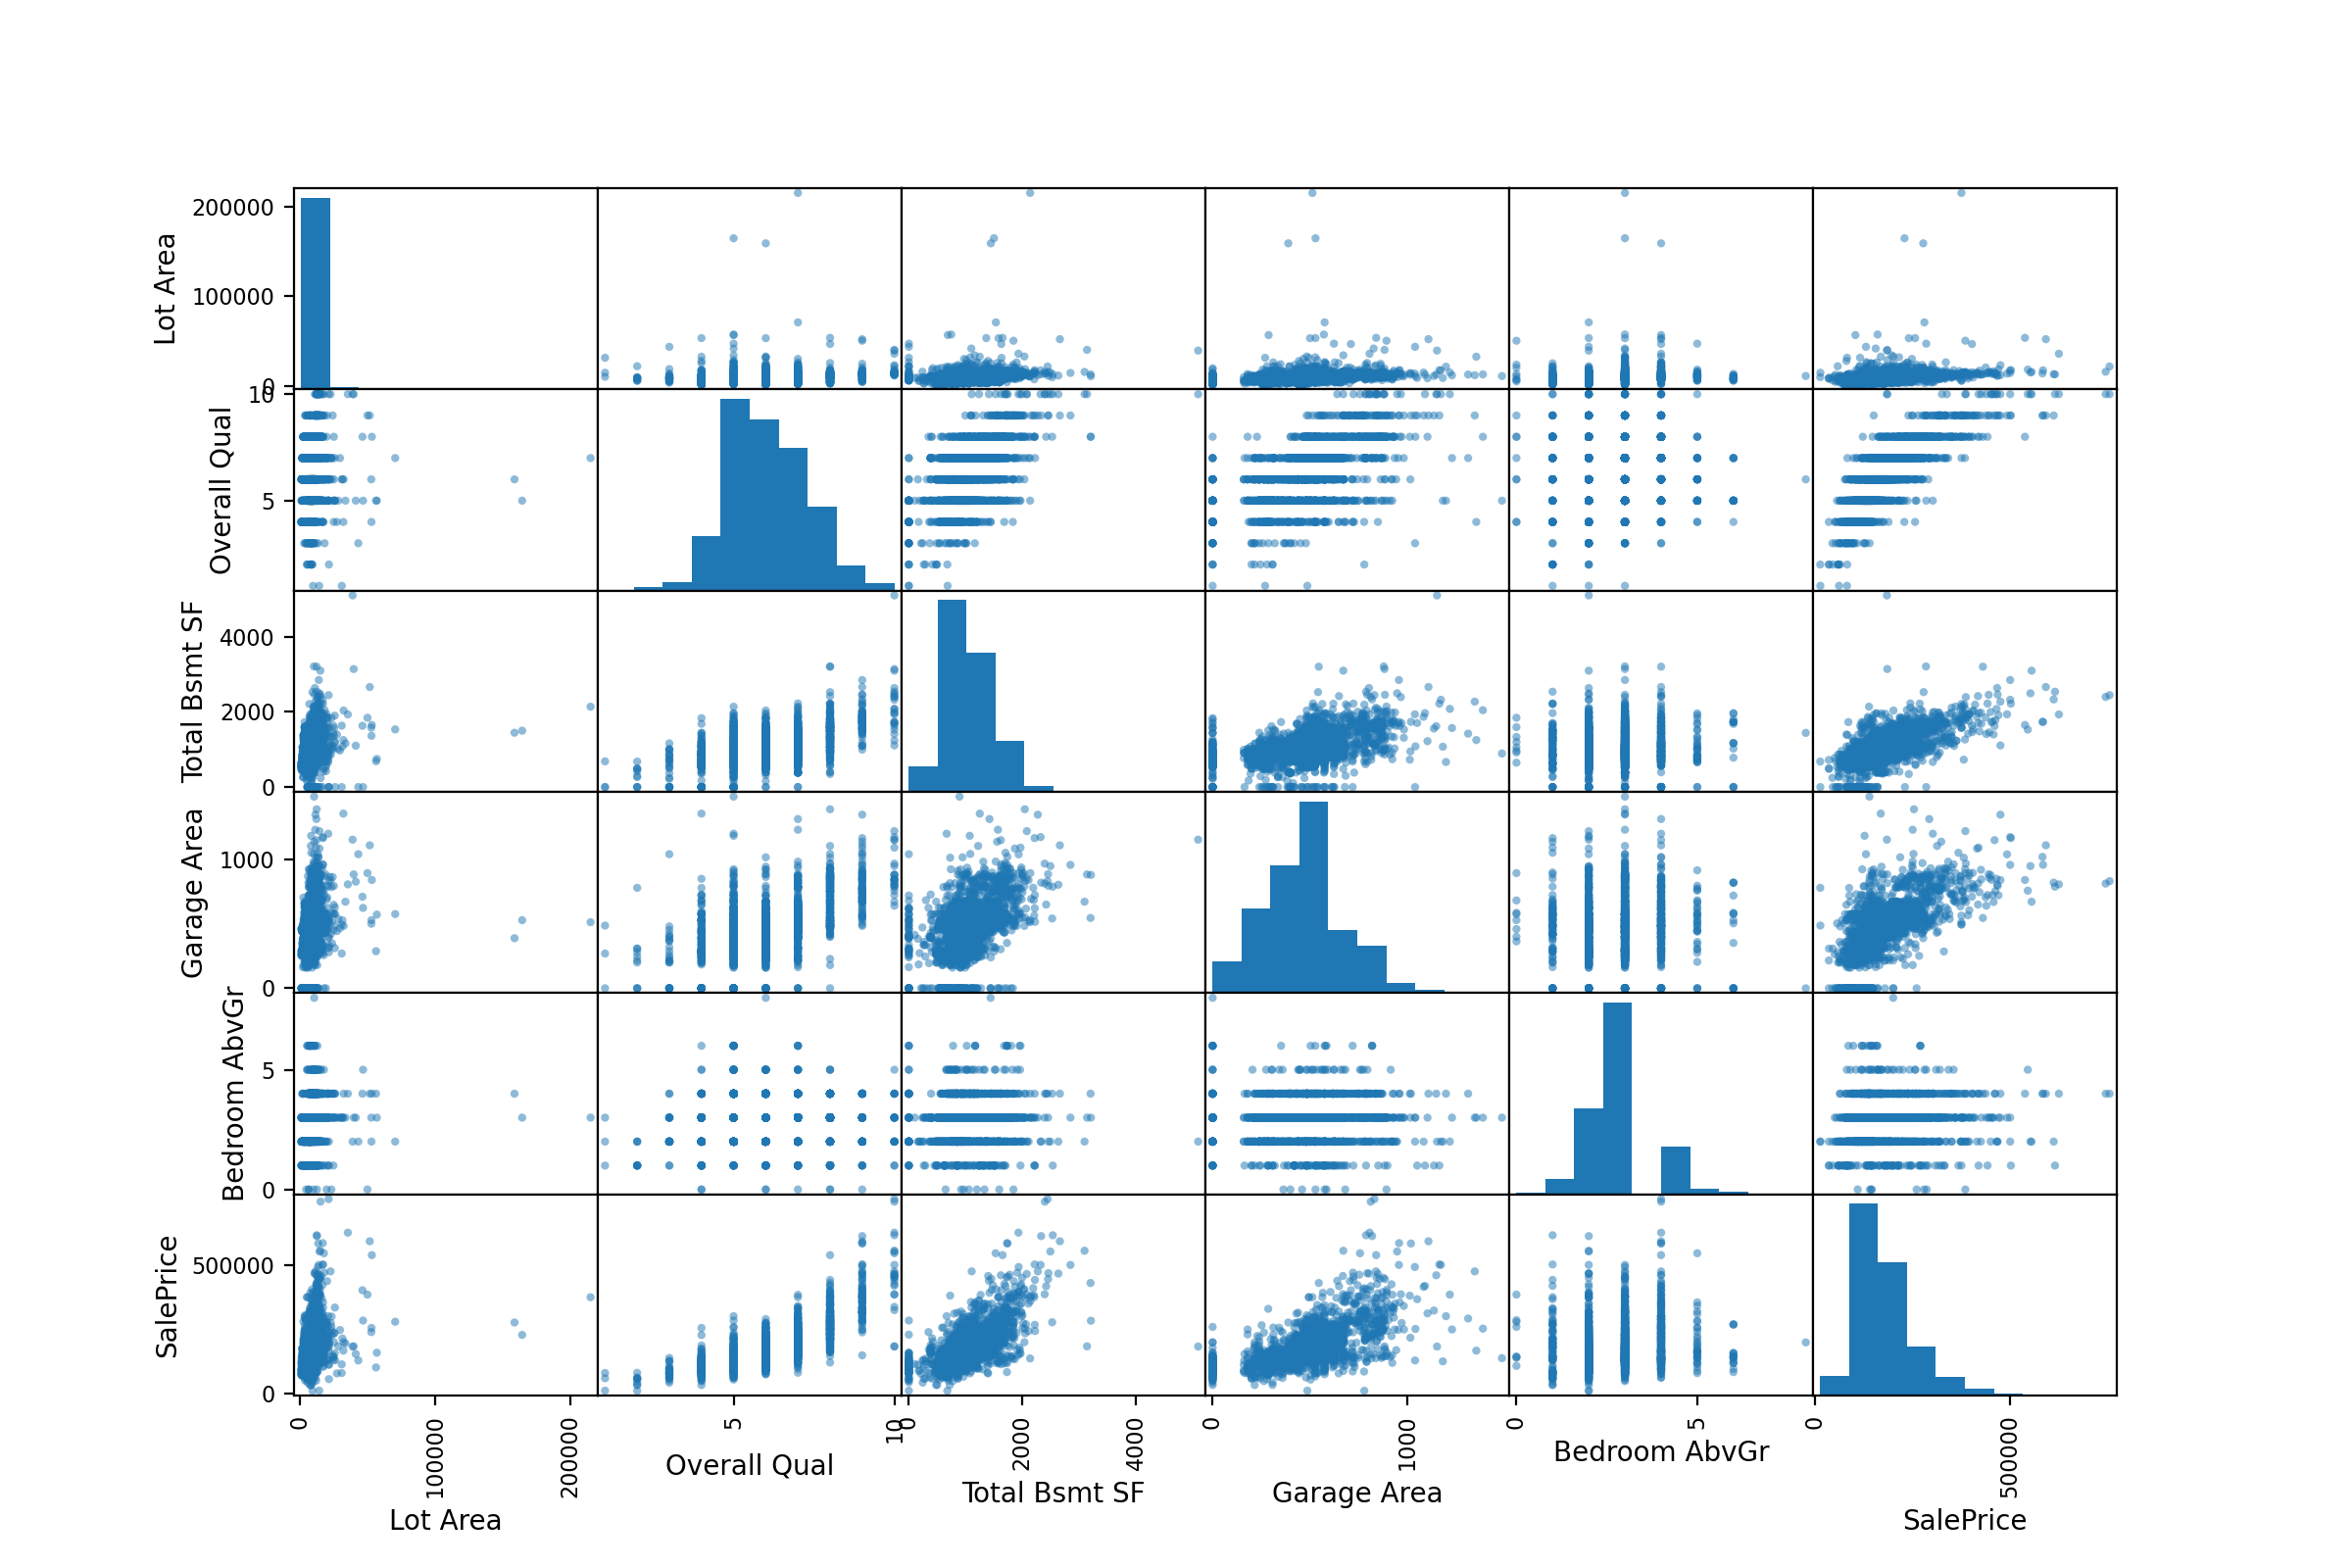 Lot Area
200000
100000
0
Overall Qual
10
5
Total Bsmt SF
4000
2000
0
Garage Area
1000
0
Bedroom AbvGr
5
0
SalePrice
500000
0
0
100000
200000
5
10
0
2000
4000
0
1000
0
5
0
500000
Lot Area
Overall Qual
Total Bsmt SF
Garage Area
Bedroom AbvGr
SalePrice